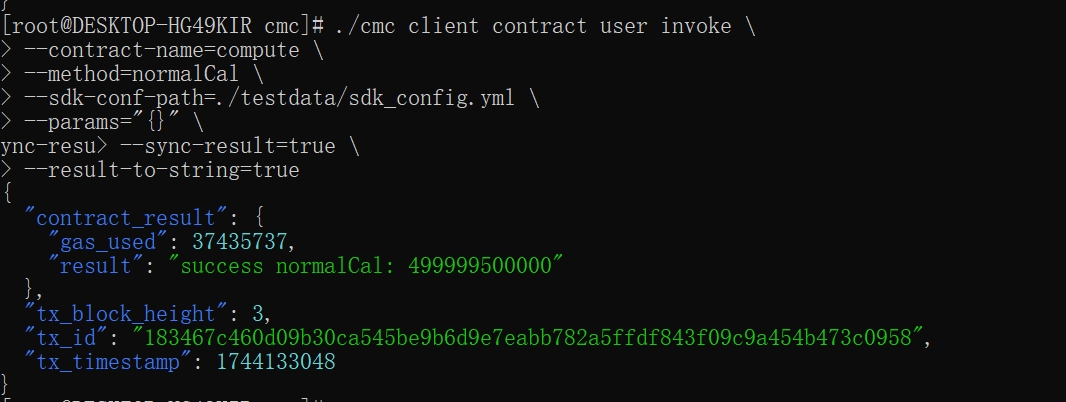 }
[root@DESKTOP-HG49KIR cmc]# ./cmc client contract user invoke \
> --contract-name=compute \
> --method=normalCal \
> --sdk-conf-path=./testdata/sdk_config.yml \
> --params="{}" \
ync-resu> --sync-result=true \
> --result-to-string=true
{
  "contract_result": {
    "gas_used": 37435737,
    "result": "success normalCal: 499999500000"
  },
  "tx_block_height": 3,
  "tx_id": "183467c460d09b30ca545be9b6d9e7eabb782a5ffdf843f09c9a454b473c0958",
  "tx_timestamp": 1744133048
}